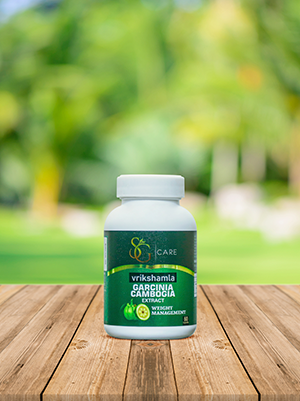 SG CARE
vrikshamla
GARCINIA
CAMBOGIA
EXTRACT
WEIGHT
MANAGEMENT